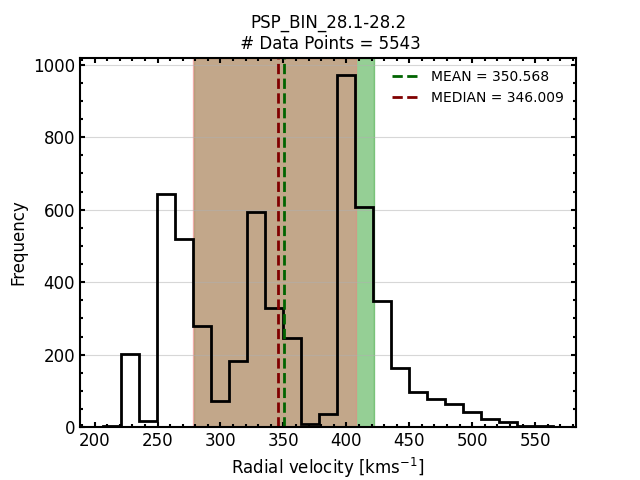 PSP_BIN_28.1-28.2
# Data Points = 5543
MEAN = 350.568
MEDIAN = 346.009
Frequency
1000
800
600
400
200
0
200 250 300 350 400 450 500 550
Radial velocity [kms⁻¹]